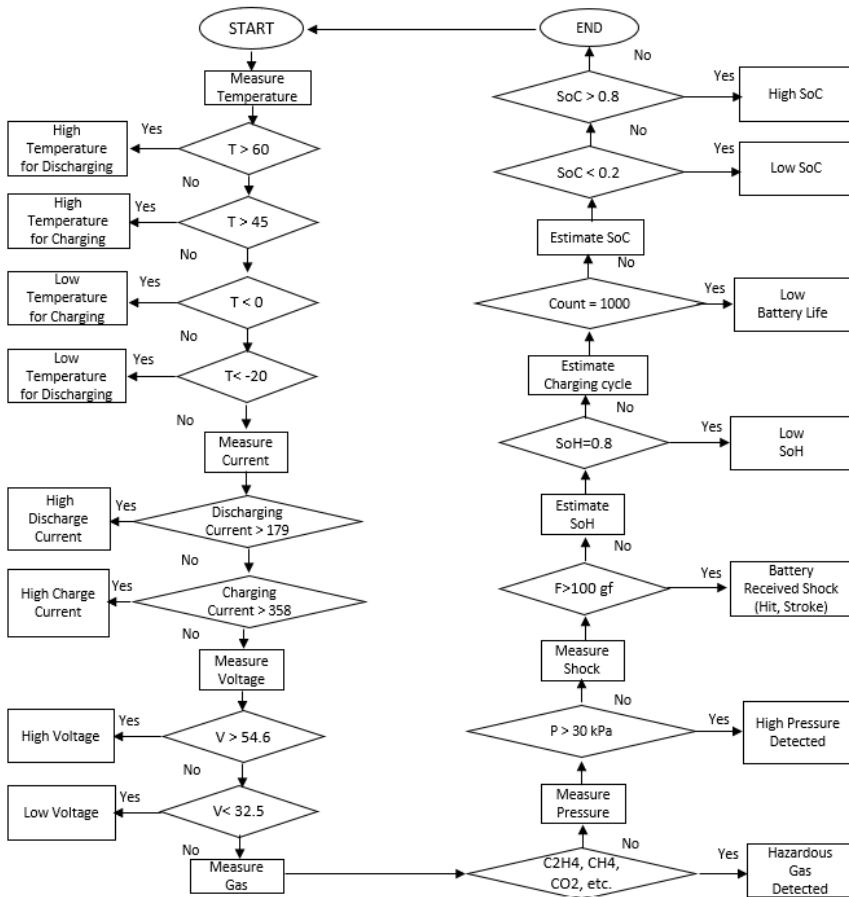 START
Measure
Temperature
T > 60
Yes
High
Temperature
for Discharging
No
T > 45
Yes
High
Temperature
for Charging
No
T < 0
Yes
Low
Temperature
for Charging
No
T< -20
Yes
Low
Temperature
for Discharging
No
Measure
Current
Discharging
Current > 179
Yes
High
Discharge
Current
No
Charging
Current > 358
Yes
High Charge
Current
No
Measure
Voltage
V > 54.6
Yes
High Voltage
No
V< 32.5
Yes
Low Voltage
No
Measure
Gas
C2H4, CH4,
CO2, etc.
Yes
Hazardous
Gas
Detected
No
Measure
Pressure
P > 30 kPa
Yes
High Pressure
Detected
No
Measure
Shock
F>100 gf
Yes
Battery
Received Shock
(Hit, Stroke)
No
Estimate
SoH
SoH=0.8
Yes
Low
SoH
No
Estimate
Charging cycle
Count = 1000
Yes
Low
Battery Life
No
Estimate SoC
SoC < 0.2
Yes
Low SoC
No
SoC > 0.8
Yes
High SoC
No
END